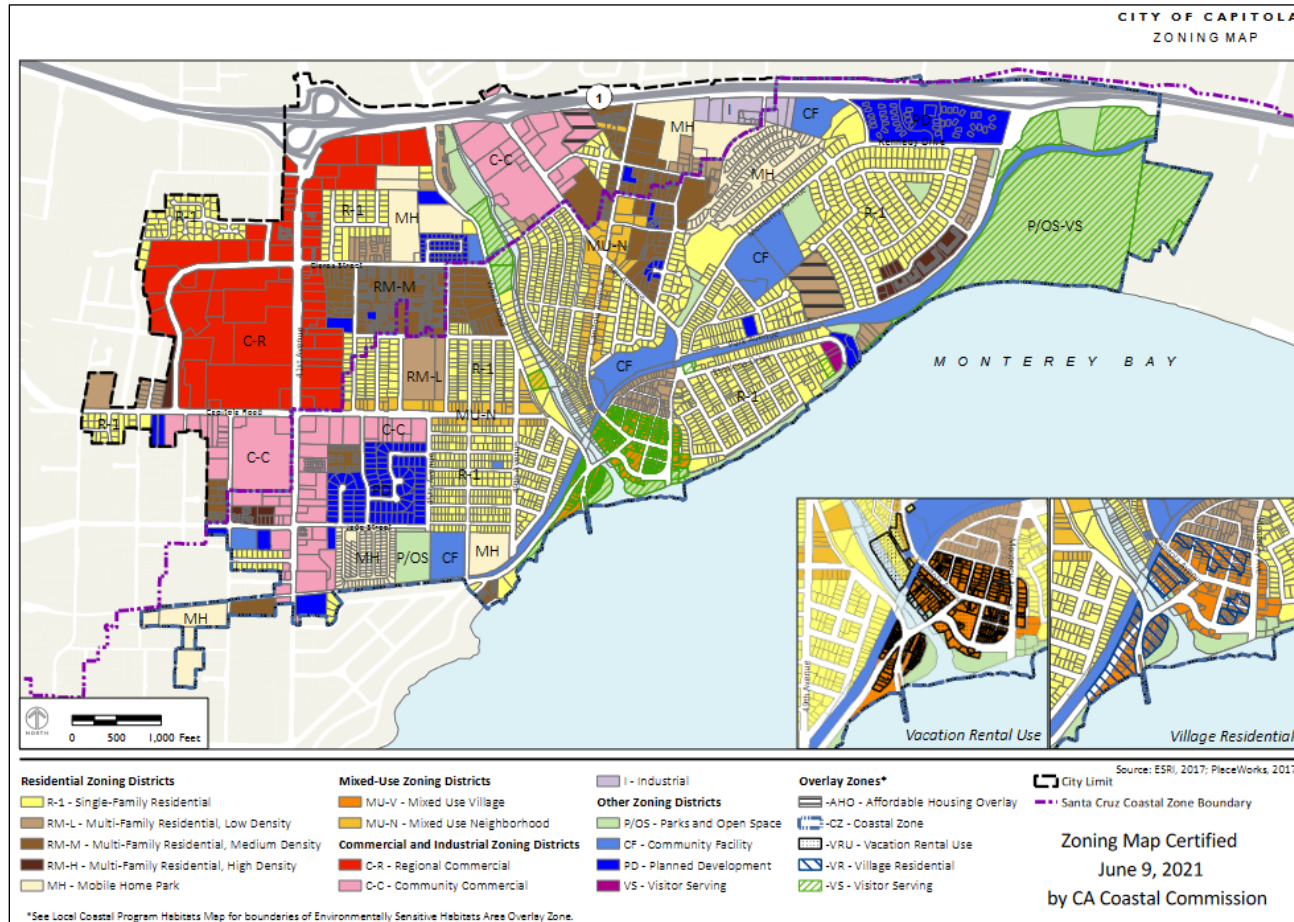 CITY OF CAPITOLA
ZONING MAP
1
I
CF
PD
Kennedy Drive
MH
C-C
MH
R-1
R-1
MH
R-1
P/OS-VS
MU-N
CF
Clares Street
RM-M
C-R
41st Avenue
RM-L
R-1
CF
MONTEREY BAY
R-1
Capitola Road
MU-N
R-1
C-C
C-C
R-1
Jade Street
MH
P/OS
CF
MH
MH
NORTH
0 500 1,000 Feet
49th Avenue
Vacation Rental Use
Village Residential
Source: ESRI, 2017; PlaceWorks, 2017
Residential Zoning Districts
R-1 - Single-Family Residential
RM-L - Multi-Family Residential, Low Density
RM-M - Multi-Family Residential, Medium Density
RM-H - Multi-Family Residential, High Density
MH - Mobile Home Park
Mixed-Use Zoning Districts
MU-V - Mixed Use Village
MU-N - Mixed Use Neighborhood
Commercial and Industrial Zoning Districts
C-R - Regional Commercial
C-C - Community Commercial
I - Industrial
Other Zoning Districts
P/OS - Parks and Open Space
CF - Community Facility
PD - Planned Development
VS - Visitor Serving
Overlay Zones*
-AHO - Affordable Housing Overlay
-CZ - Coastal Zone
-VRU - Vacation Rental Use
-VR - Village Residential
-VS - Visitor Serving
City Limit
Santa Cruz Coastal Zone Boundary
Zoning Map Certified
June 9, 2021
by CA Coastal Commission
*See Local Coastal Program Habitats Map for boundaries of Environmentally Sensitive Habitats Area Overlay Zone.